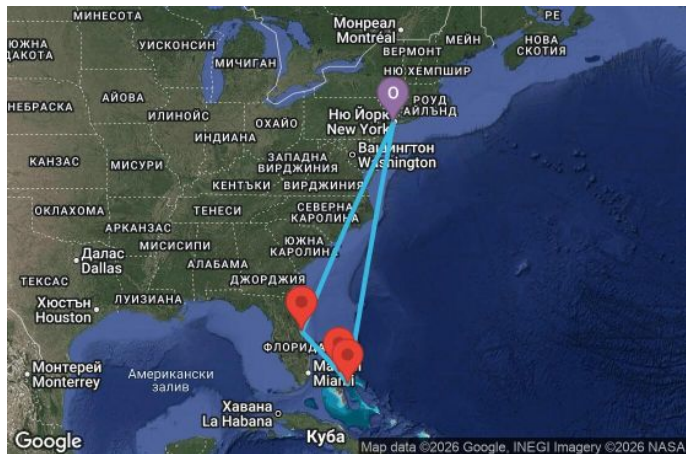 МИНЕСОТА
Монреал
Montréal
РЕ
МЕЙН
НОВА
СКОТИЯ
УИСКОНСИН
ВЕРМОНТ
МИЧИГАН
НЮ ХЕМПШИР
ЮЖНА
ДАКОТА
НЕБРАСКА
АЙОВА
О
РОУД
АЙЛЪНД
ИЛИНОЙС
ОХАЙО
Ню Йорк
New York
ИНДИАНА
Вашингтон
Washington
КАНЗАС
МИСУРИ
ЗАПАДНА
ВИРДЖИНИЯ
КЕНТЪКИ
ВИРДЖИНИЯ
ОКЛАХОМА
ТЕНЕСИ
СЕВЕРНА
КАРОЛИНА
АРКАНЗАС
МИСИСИПИ
ЮЖНА
КАРОЛИНА
Далас
Dallas
АЛАБАМА
ДЖОРДЖИЯ
ТЕКСАС
ЛУИЗИАНА
Хюстън
Houston
ФЛОРИДА
Монтерей
Monterrey
Американски
залив
Miami
Хавана
La Habana
Куба
Google
Map data ©2026 Google, INEGI Imagery ©2026 NASA